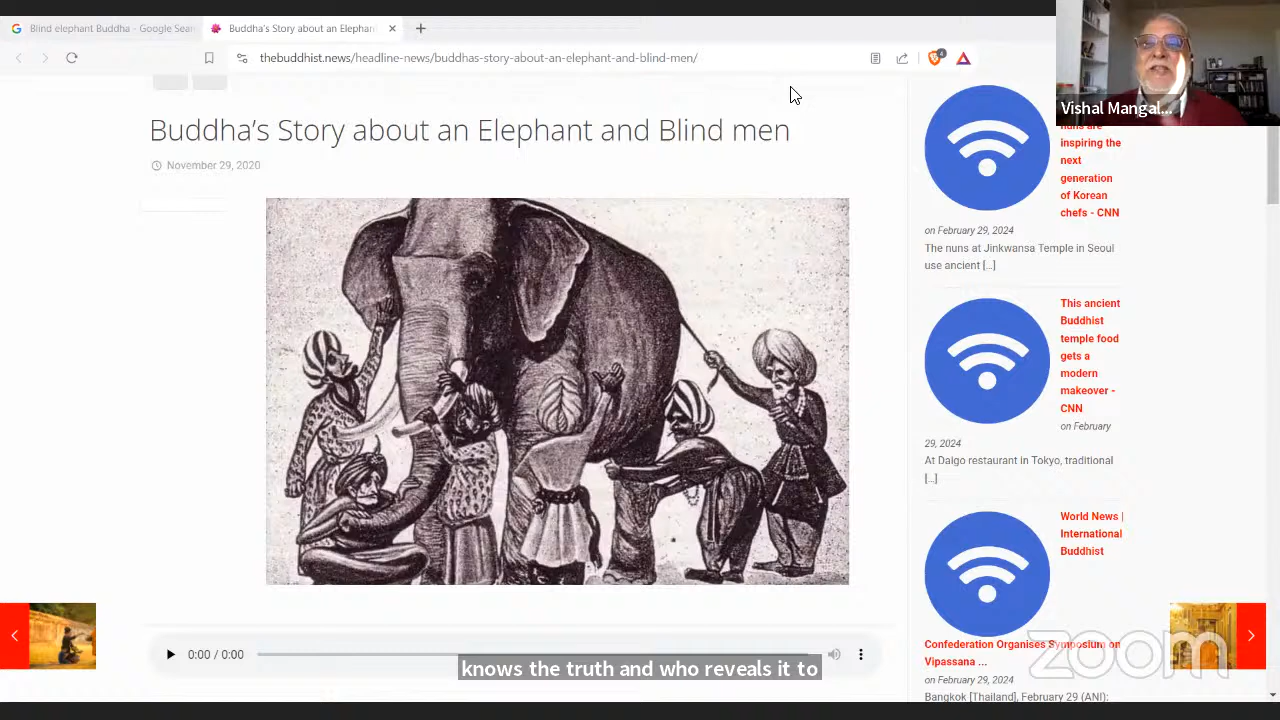 Blind elephant Buddha - Google Sear
Buddha's Story about an Elephant
thebuddhist.news/headline-news/buddhas-story-about-an-elephant-and-blind-men/
4
Vishal Mangal...
Buddha's Story about an Elephant and Blind men
November 29, 2020
nuns are
inspiring the
next
generation
of Korean
chefs - CNN
on February 29, 2024
The nuns at Jinkwansa Temple in Seoul
use ancient [...]
This ancient
Buddhist
temple food
gets a
modern
makeover -
CNN
on February
29, 2024
At Daigo restaurant in Tokyo, traditional
[...]
World News |
International
Buddhist
Confederation Organises Symposium on
Vipassana ...
on February 29, 2024
Bangkok [Thailand], February 29 (ANI):
0:00 / 0:00
knows the truth and who reveals it to
zoom